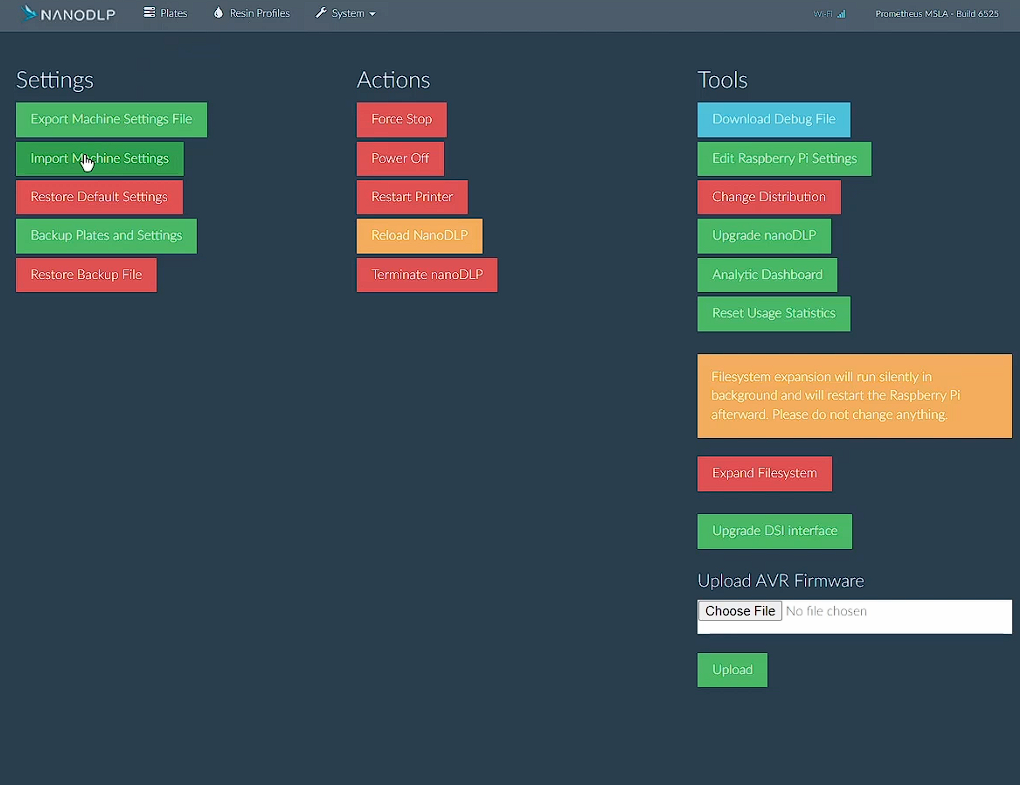 NANODLP
Plates
Resin Profiles
System
Wi-Fi
Prometheus MSLA - Build 6525
Settings
Export Machine Settings File
Import Machine Settings
Restore Default Settings
Backup Plates and Settings
Restore Backup File
Actions
Force Stop
Power Off
Restart Printer
Reload NanoDLP
Terminate nanoDLP
Tools
Download Debug File
Edit Raspberry Pi Settings
Change Distribution
Upgrade nanoDLP
Analytic Dashboard
Reset Usage Statistics
Filesystem expansion will run silently in
background and will restart the Raspberry Pi
afterward. Please do not change anything.
Expand Filesystem
Upgrade DSI interface
Upload AVR Firmware
Choose File No file chosen
Upload